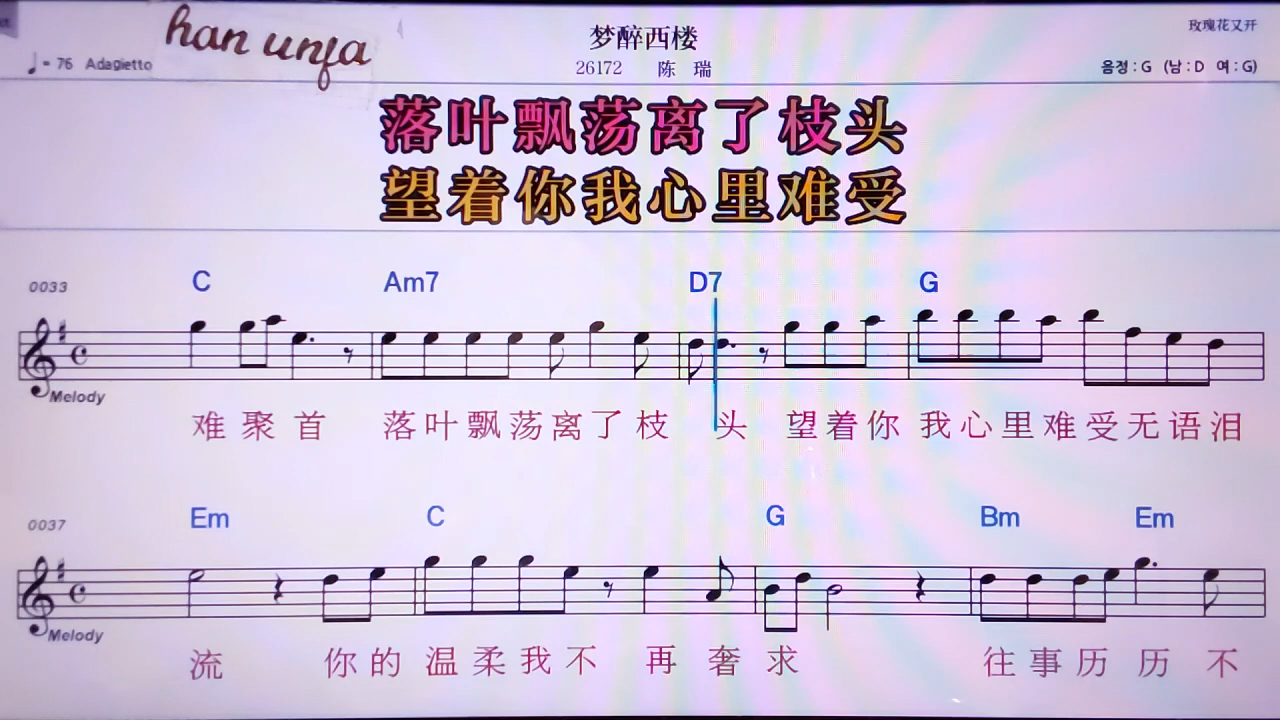 han unfa
梦醉西楼
玫瑰花又开
♩= 76 Adagietto
26172 陈 瑞
음정 : G (남 : D 여 : G)
落叶飘荡离了枝头
望着你我心里难受
0033 C Am7 D7 G
Melody
难 聚 首 落 叶 飘 荡 离 了 枝 头 望 着 你 我 心 里 难 受 无 语 泪
0037 Em C G Bm Em
Melody
流 你 的 温 柔 我 不 再 奢 求 往 事 历 历 不